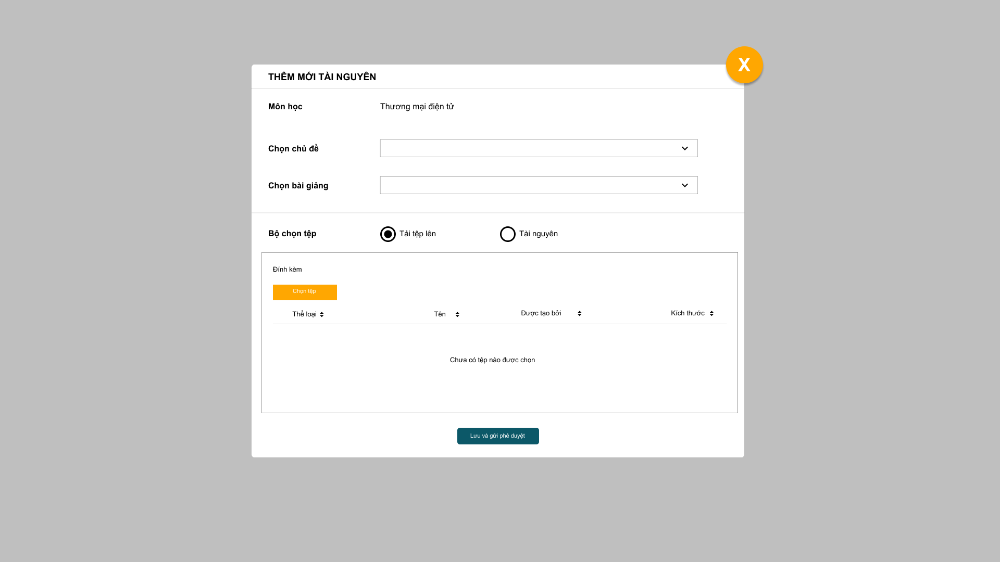 X
THÊM MỚI TÀI NGUYÊN
Môn học Thương mại điện tử
Chọn chủ đề
Chọn bài giảng
Bộ chọn tệp Tải tệp lên Tài nguyên
Đính kèm
Chọn tệp
Thể loại Tên Được tạo bởi Kích thước
Chưa có tệp nào được chọn
Lưu và gửi phê duyệt